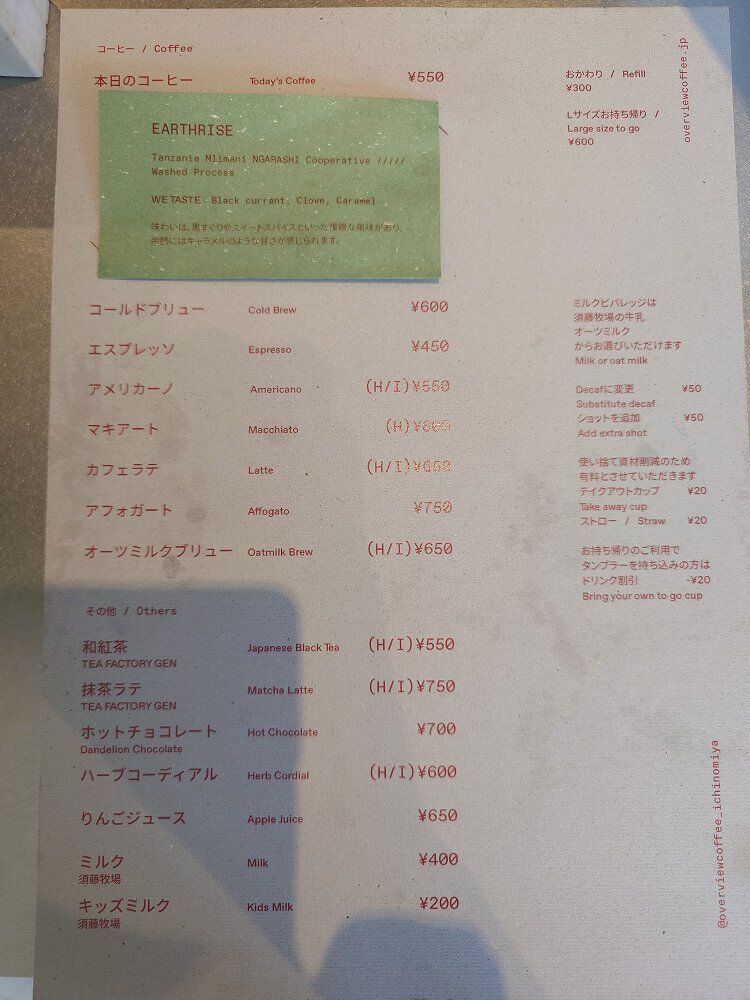 コーヒー / Coffee
本日のコーヒー Today's Coffee ¥550
EARTHRISE
Tanzania Mlimani NGARASHI Cooperative /////
Washed Process
WE TASTE: Black currant, Clove, Caramel
味わいは、黒すぐりやスイートスパイスといった複雑な風味があり、
余韻にはキャラメルのような甘さが感じられます。
コールドブリュー Cold Brew ¥600
エスプレッソ Espresso ¥450
アメリカーノ Americano (H/I)¥550
マキアート Macchiato (H)¥600
カフェラテ Latte (H/I)¥650
アフォガート Affogato ¥750
オーツミルクブリュー Oatmilk Brew (H/I)¥650
その他 / Others
和紅茶 Japanese Black Tea (H/I)¥550
TEA FACTORY GEN
抹茶ラテ Matcha Latte (H/I)¥750
TEA FACTORY GEN
ホットチョコレート Hot Chocolate ¥700
Dandelion Chocolate
ハーブコーディアル Herb Cordial (H/I)¥600
りんごジュース Apple Juice ¥650
ミルク Milk ¥400
須藤牧場
キッズミルク Kids Milk ¥200
須藤牧場
おかわり / Refill
¥300
Lサイズお持ち帰り /
Large size to go
¥600
ミルクビバレッジは
須藤牧場の牛乳
オーツミルク
からお選びいただけます
Milk or oat milk
Decafに変更 ¥50
Substitute decaf
ショットを追加 ¥50
Add extra shot
使い捨て資材削減のため
有料とさせていただきます
テイクアウトカップ ¥20
Take away cup
ストロー / Straw ¥20
お持ち帰りのご利用で
タンブラーを持ち込みの方は
ドリンク割引 -¥20
Bring your own to go cup
overviewcoffee.jp
@overviewcoffee_ichinomiya